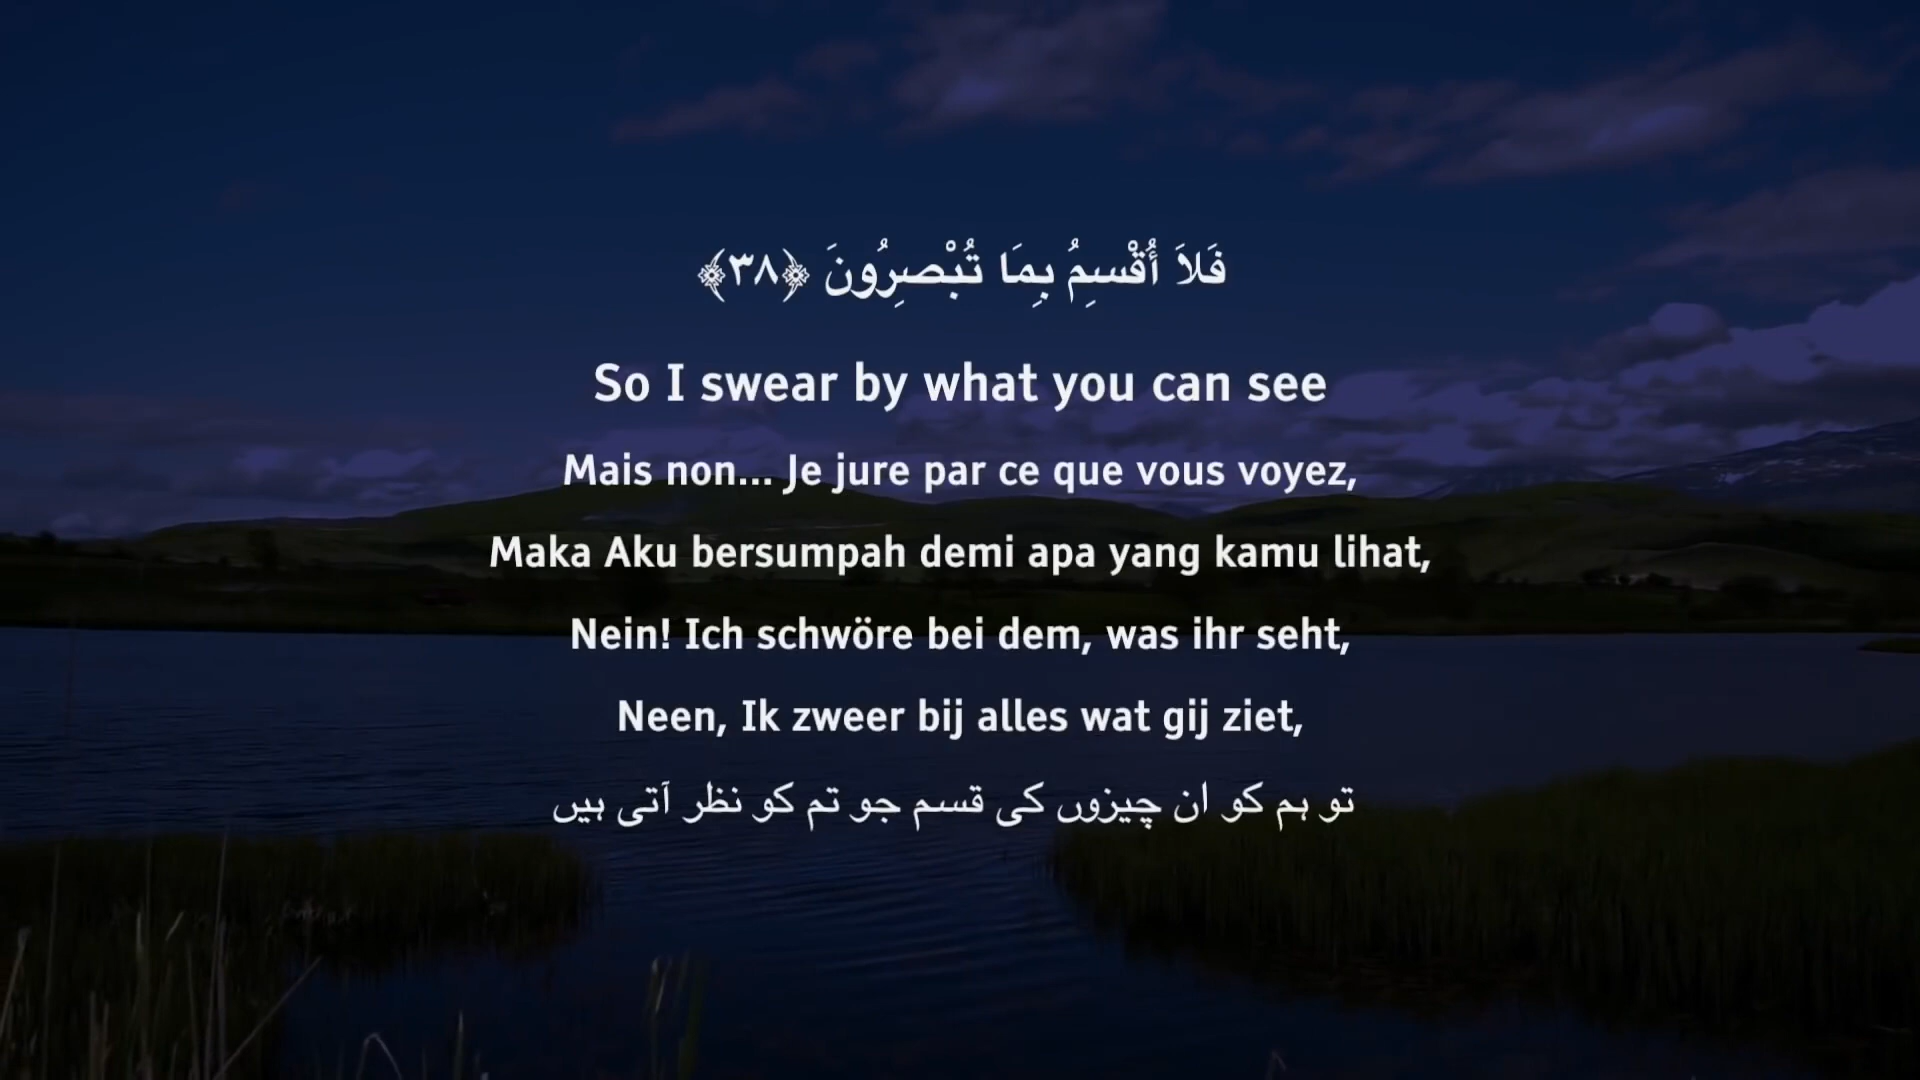 فَلاَ أُقْسِمُ بِمَا تُبْصِرُونَ ﴿٣٨﴾
So I swear by what you can see
Mais non... Je jure par ce que vous voyez,
Maka Aku bersumpah demi apa yang kamu lihat,
Nein! Ich schwöre bei dem, was ihr seht,
Neen, Ik zweer bij alles wat gij ziet,
تو ہم کو ان چیزوں کی قسم جو تم کو نظر آتی ہیں